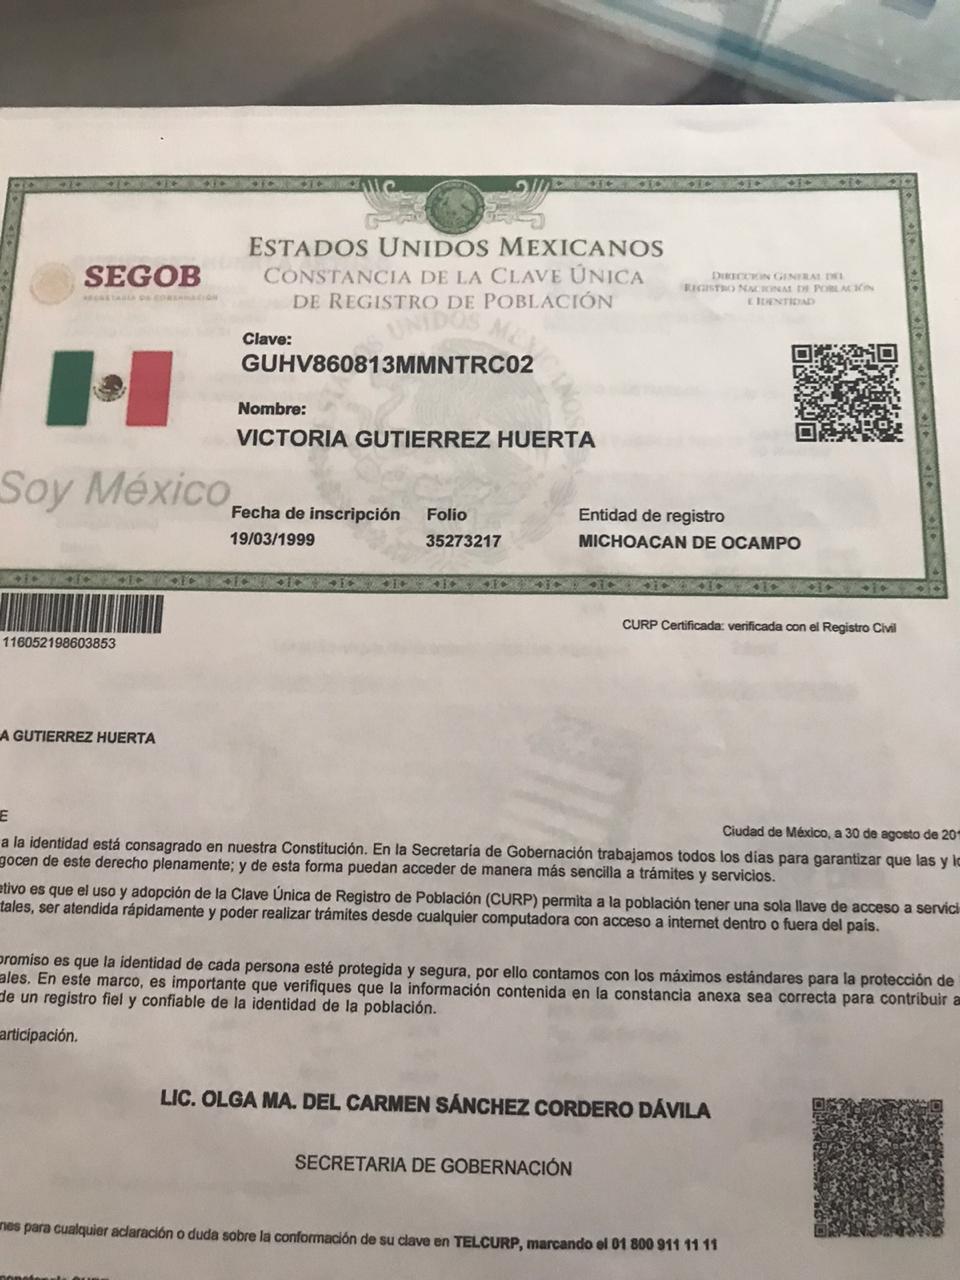 ESTADOS UNIDOS MEXICANOS
SEGOB
SECRETARÍA DE GOBERNACIÓN
CONSTANCIA DE LA CLAVE ÚNICA
DE REGISTRO DE POBLACIÓN
DIRECCIÓN GENERAL DEL
REGISTRO NACIONAL DE POBLACIÓN
E IDENTIDAD
Clave:
GUHV860813MMNTRC02
Nombre:
VICTORIA GUTIERREZ HUERTA
Soy México
Fecha de inscripción Folio Entidad de registro
19/03/1999 35273217 MICHOACAN DE OCAMPO
116052198603853
CURP Certificada: verificada con el Registro Civil
A GUTIERREZ HUERTA
E
Ciudad de México, a 30 de agosto de 201
a la identidad está consagrado en nuestra Constitución. En la Secretaría de Gobernación trabajamos todos los días para garantizar que las y lo
gocen de este derecho plenamente; y de esta forma puedan acceder de manera más sencilla a trámites y servicios.
etivo es que el uso y adopción de la Clave Única de Registro de Población (CURP) permita a la población tener una sola llave de acceso a servici
tales, ser atendida rápidamente y poder realizar trámites desde cualquier computadora con acceso a internet dentro o fuera del país.
promiso es que la identidad de cada persona esté protegida y segura, por ello contamos con los máximos estándares para la protección de
ales. En este marco, es importante que verifiques que la información contenida en la constancia anexa sea correcta para contribuir a
de un registro fiel y confiable de la identidad de la población.
articipación.
LIC. OLGA MA. DEL CARMEN SÁNCHEZ CORDERO DÁVILA
SECRETARIA DE GOBERNACIÓN
nes para cualquier aclaración o duda sobre la conformación de su clave en TELCURP, marcando el 01 800 911 11 11